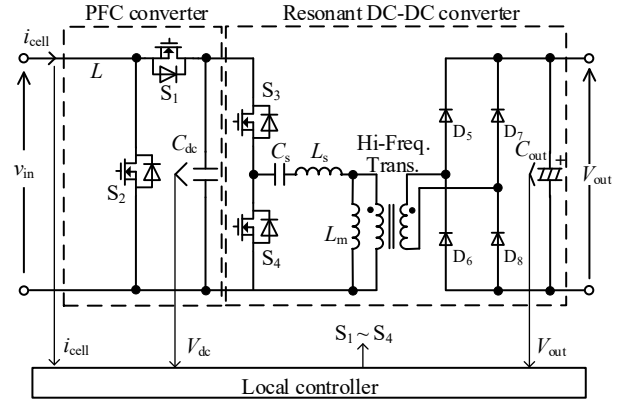 PFC converter
Resonant DC-DC converter
icell
L
S1
S3
Cdc
Cs
Ls
Hi-Freq.
Trans.
D5
D7
Cout
+
vin
S2
Vout
Lm
S4
D6
D8
S1 ~ S4
icell
Vdc
Vout
Local controller